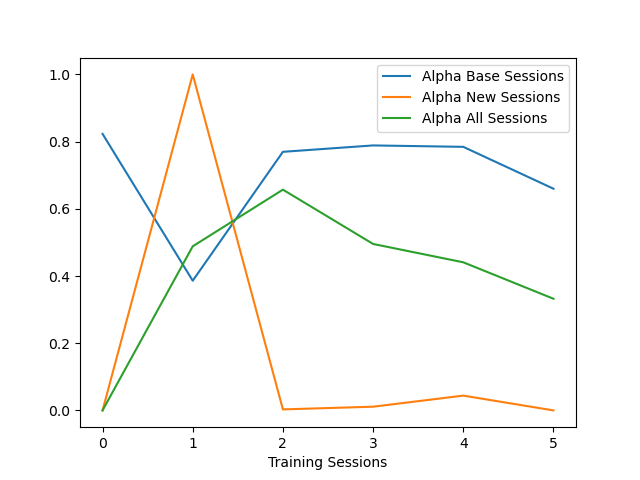 Alpha Base Sessions
Alpha New Sessions
Alpha All Sessions
1.0
0.8
0.6
0.4
0.2
0.0
0 1 2 3 4 5
Training Sessions